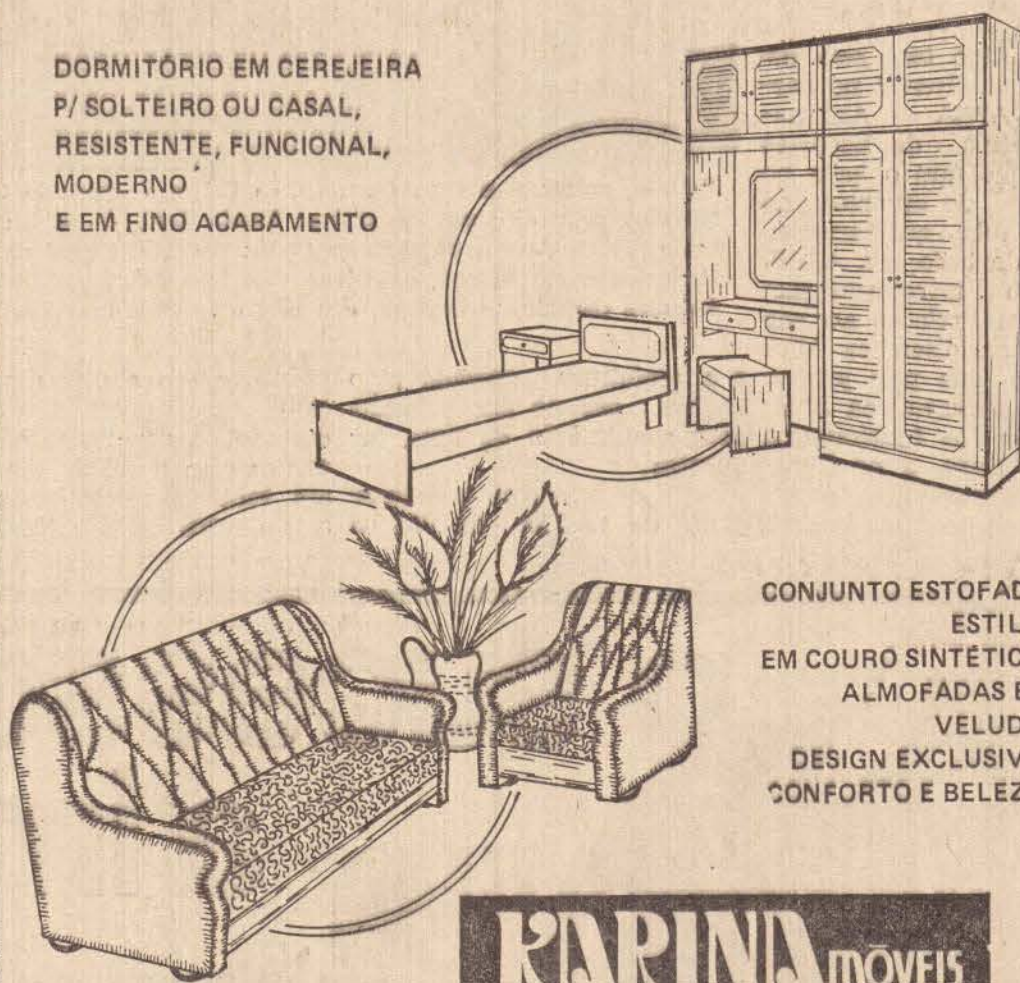 DORMITÓRIO EM CEREJEIRA
P/ SOLTEIRO OU CASAL,
RESISTENTE, FUNCIONAL,
MODERNO
E EM FINO ACABAMENTO
CONJUNTO ESTOFAD
ESTIL
EM COURO SINTÉTIC
ALMOFADAS E
VELUD
DESIGN EXCLUSIV
CONFORTO E BELEZ
KARINA MÓVEIS